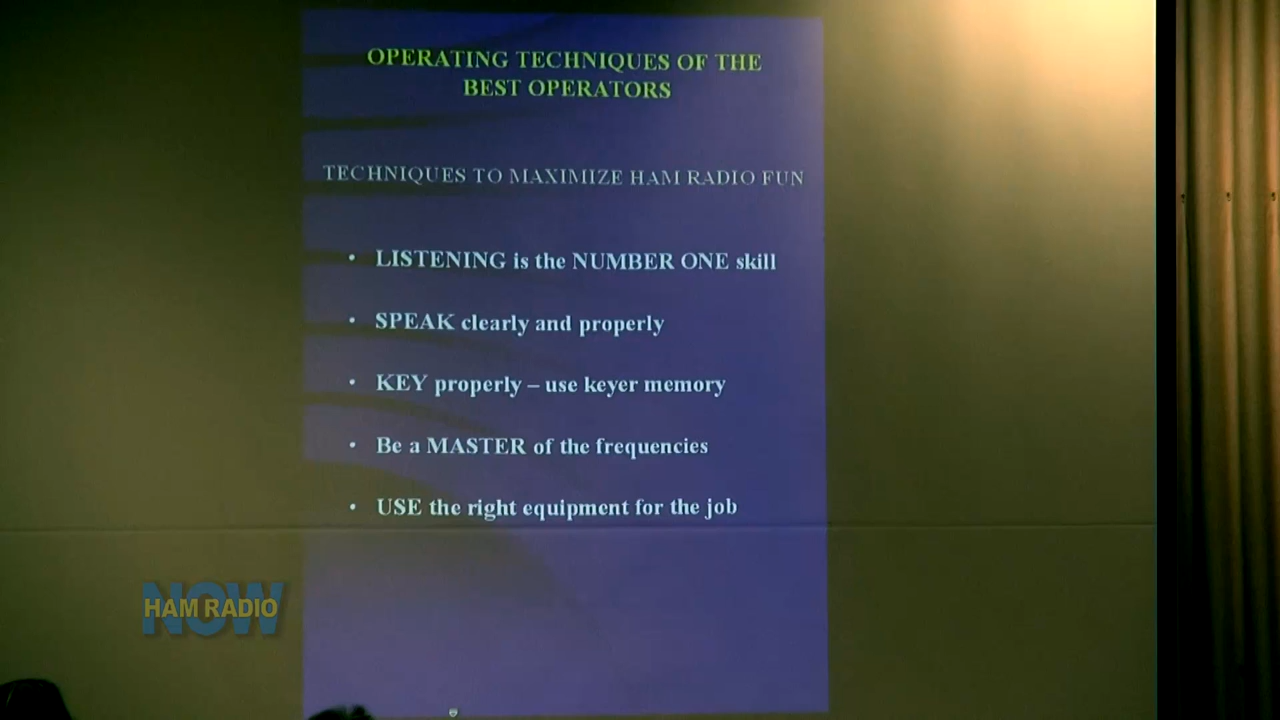 OPERATING TECHNIQUES OF THE
BEST OPERATORS
TECHNIQUES TO MAXIMIZE HAM RADIO FUN
• LISTENING is the NUMBER ONE skill
• SPEAK clearly and properly
• KEY properly – use keyer memory
• Be a MASTER of the frequencies
• USE the right equipment for the job
NOW
HAM RADIO